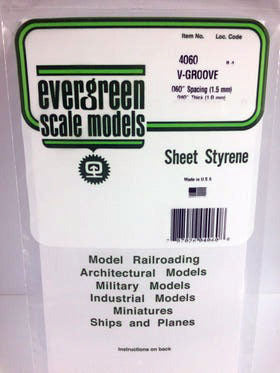 Item No. Loc. Code
4060
V-GROOVE
.060" Spacing (1.5 mm)
.040" Thick (1.0 mm)
evergreen
scale models
Sheet Styrene
Made in U S A
Model Railroading
Architectural Models
Military Models
Industrial Models
Miniatures
Ships and Planes
Instructions on back